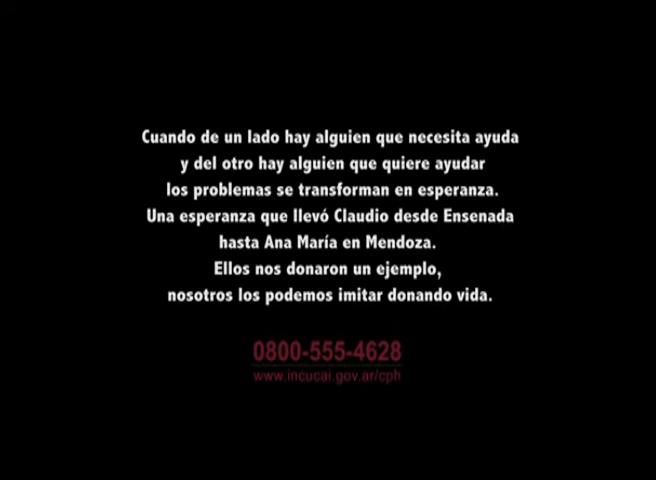 Cuando de un lado hay alguien que necesita ayuda
y del otro hay alguien que quiere ayudar
los problemas se transforman en esperanza.
Una esperanza que llevó Claudio desde Ensenada
hasta Ana María en Mendoza.
Ellos nos donaron un ejemplo,
nosotros los podemos imitar donando vida.
0800-555-4628
www.incucai.gov.ar/cph